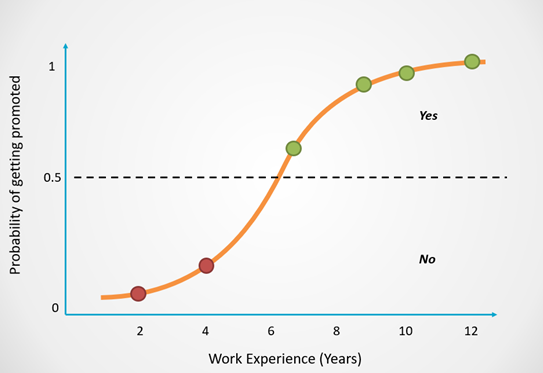 Probability of getting promoted
1
0.5
0
Yes
No
2 4 6 8 10 12
Work Experience (Years)